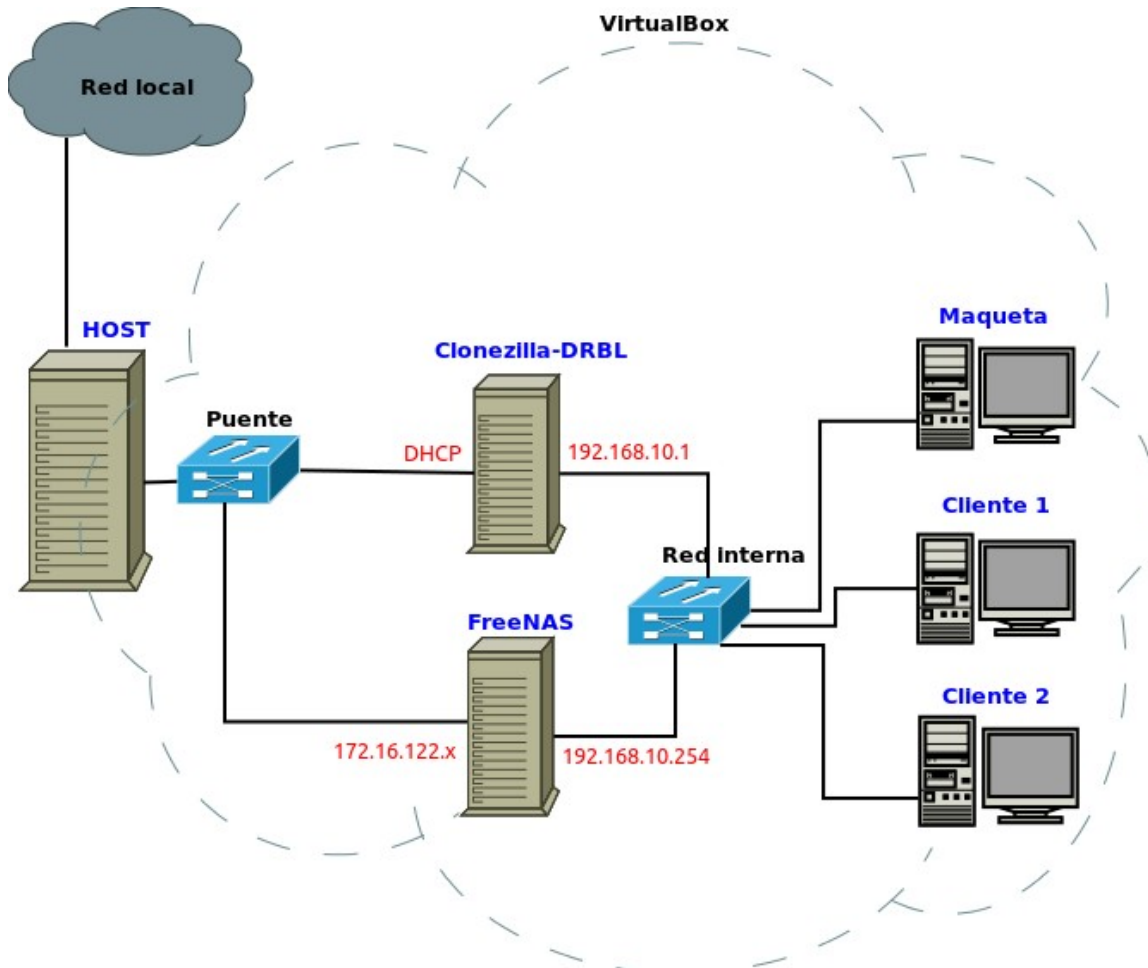 VirtualBox
Red local
HOST
Maqueta
Clonezilla-DRBL
Puente
DHCP
192.168.10.1
Cliente 1
Red interna
FreeNAS
Cliente 2
172.16.122.x
192.168.10.254